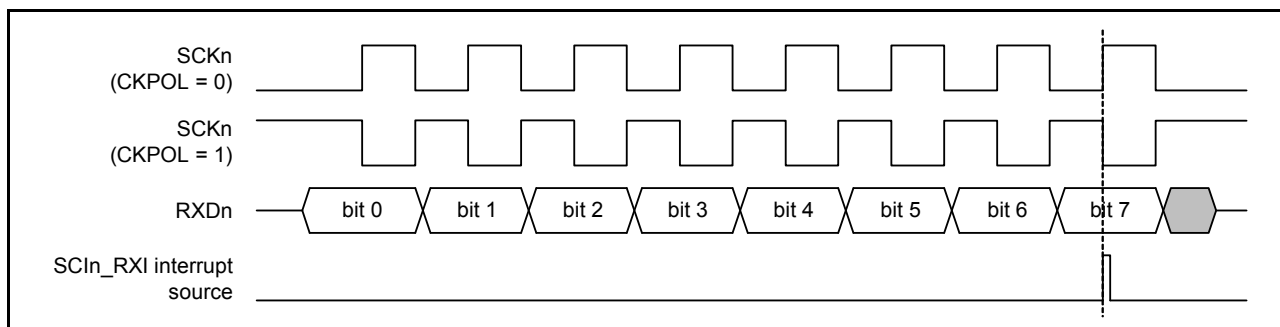 SCKn
(CKPOL = 0)
SCKn
(CKPOL = 1)
RXDn
bit 0 bit 1 bit 2 bit 3 bit 4 bit 5 bit 6 bit 7
SCIn_RXI interrupt
source